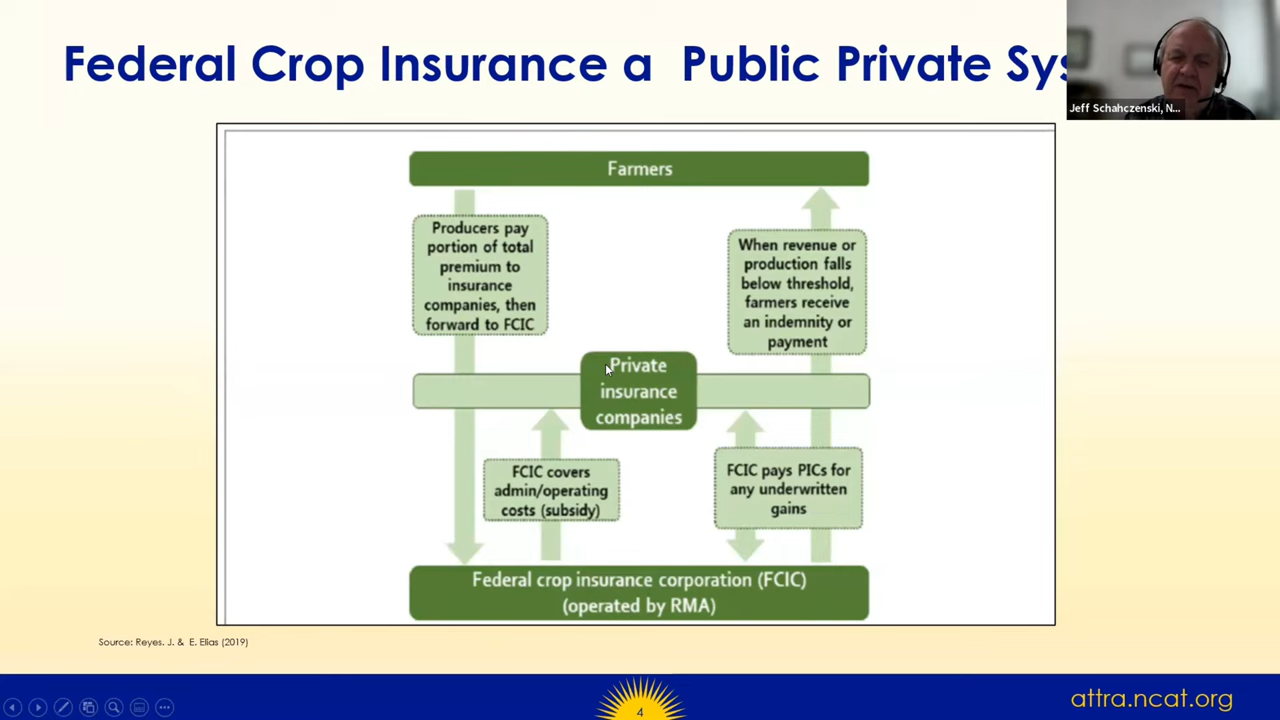 Federal Crop Insurance a Public Private Sys
Jeff Schahczenski, N...
Farmers
Producers pay
portion of total
premium to
insurance
companies, then
forward to FCIC
When revenue or
production falls
below threshold,
farmers receive
an indemnity or
payment
Private
insurance
companies
FCIC covers
admin/operating
costs (subsidy)
FCIC pays PICs for
any underwritten
gains
Federal crop insurance corporation (FCIC)
(operated by RMA)
Source: Reyes. J. & E. Elias (2019)
4
attra.ncat.org